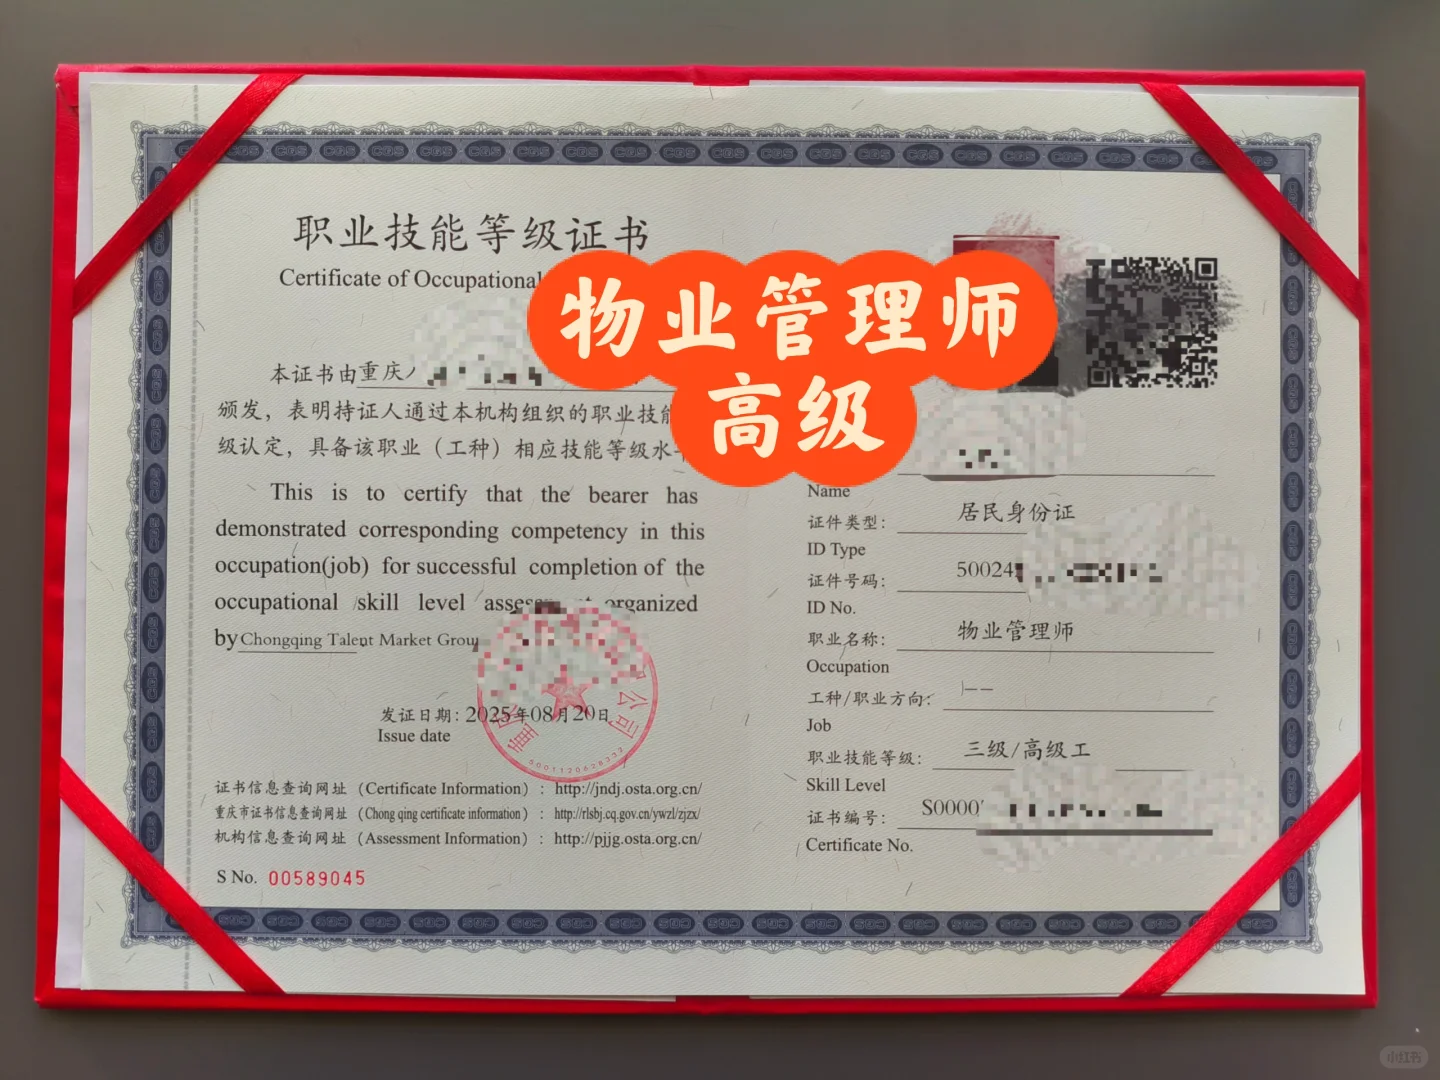 职业技能等级证书
Certificate of Occupational
物业管理师
高级
本证书由重庆
颁发，表明持证人通过本机构组织的职业技能
级认定，具备该职业（工种）相应技能等级水
This is to certify that the bearer has
demonstrated corresponding competency in this
occupation(job) for successful completion of the
occupational skill level organized
by Chongqing Talent Market Group
发证日期：2025年08月20日
Issue date
证书信息查询网址（Certificate Information）：http://jndj.osta.org.cn/
重庆市证书信息查询网址（Chong qing certificate information）：http://rlsbj.cq.gov.cn/ywzl/zjzx/
机构信息查询网址（Assessment Information）：http://pjjg.osta.org.cn/
S No. 00589045
Name
证件类型：居民身份证
ID Type
证件号码：50024
ID No.
职业名称：物业管理师
Occupation
工种/职业方向：--
Job
职业技能等级：三级/高级工
Skill Level
证书编号：S0000
Certificate No.
小红书